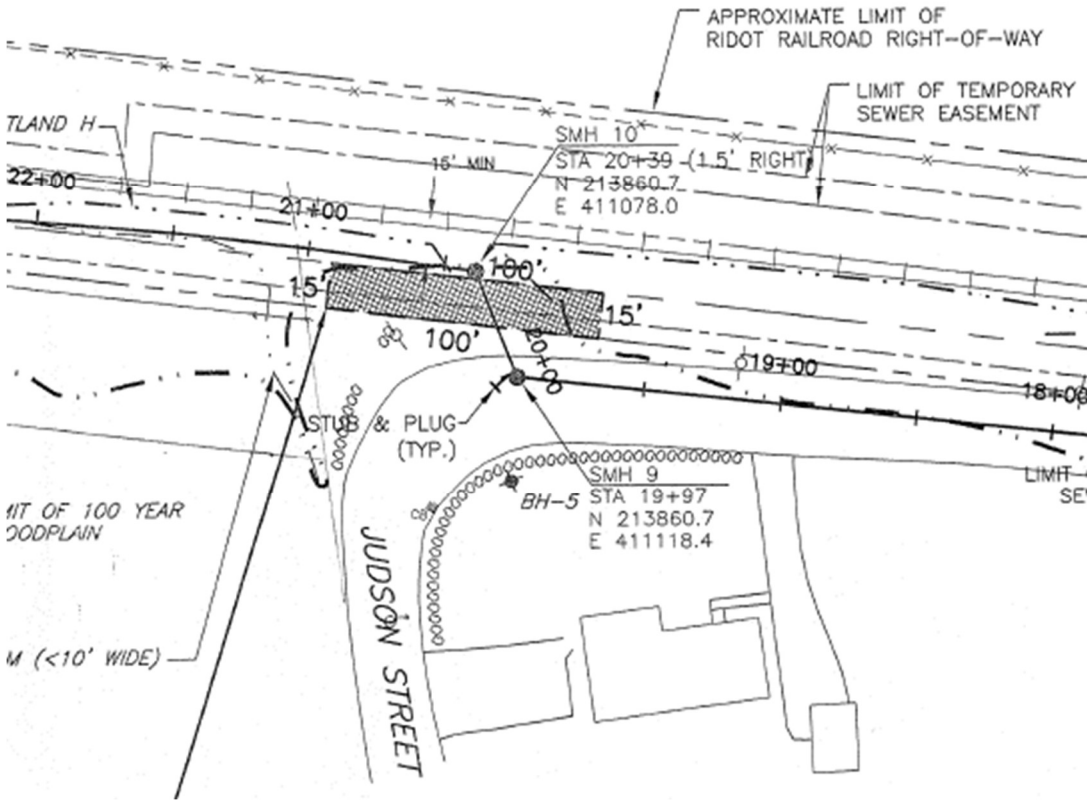 APPROXIMATE LIMIT OF
RIDOT RAILROAD RIGHT-OF-WAY
LIMIT OF TEMPORARY
SEWER EASEMENT
TLAND H
SMH 10
STA 20+39 (1.5' RIGHT
N 213860.7
E 411078.0
15' MIN
22+00
21+00
100'
15'
15'
100'
20+00
19+00
18+00
STUB & PLUG
(TYP.)
SMH 9
STA 19+97
N 213860.7
E 411118.4
BH-5
LIMIT
SE
MIT OF 100 YEAR
OODPLAIN
JUDSON STREET
M (<10' WIDE)